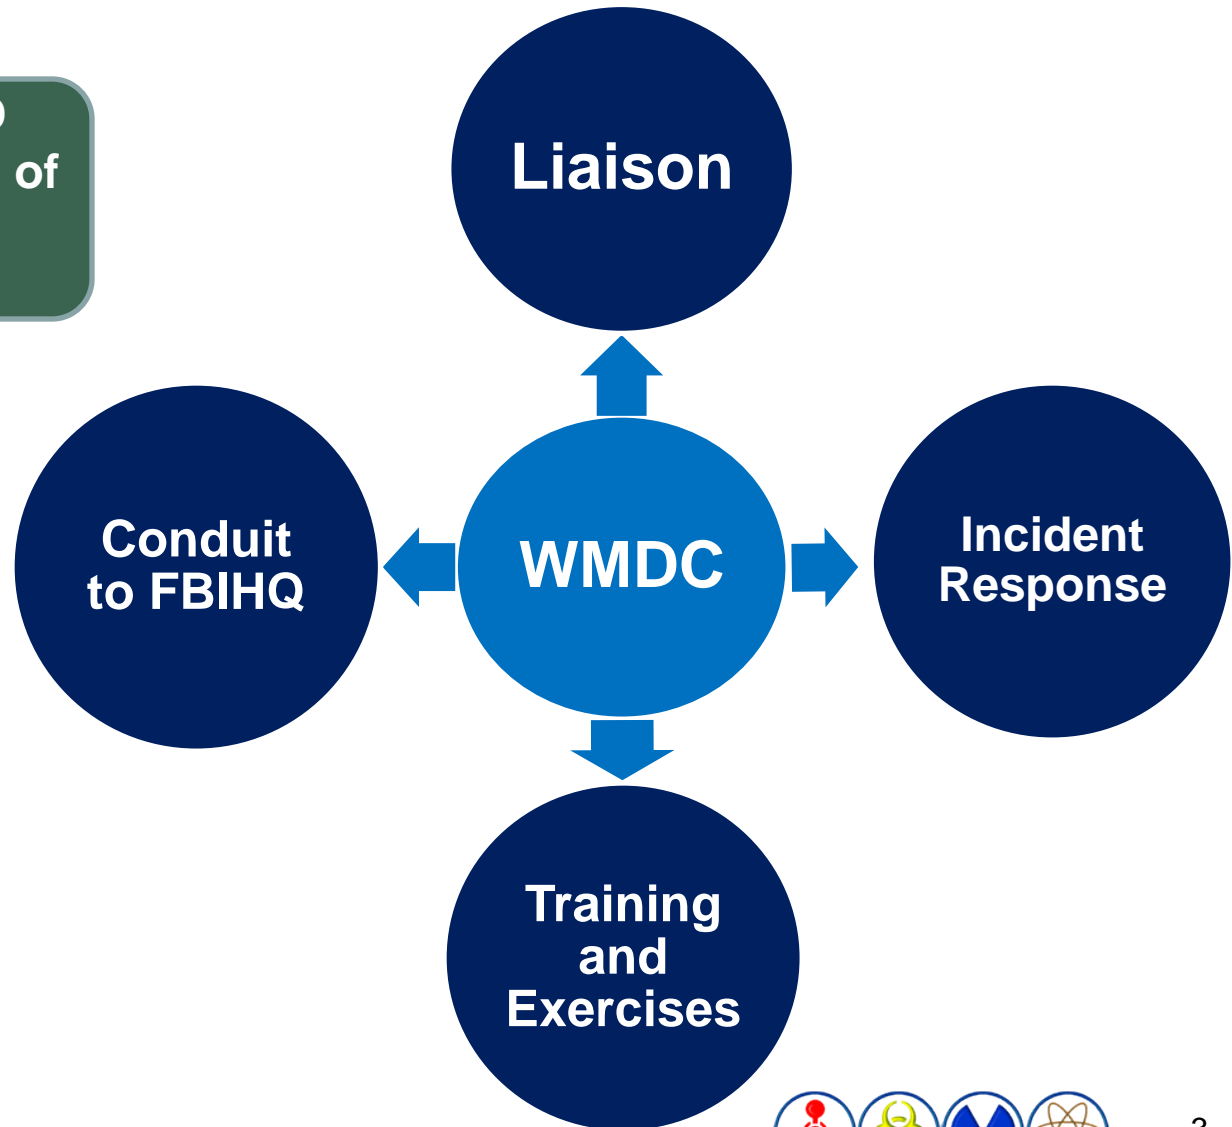 of
Liaison
Conduit
to FBIHQ
WMDC
Incident
Response
Training
and
Exercises